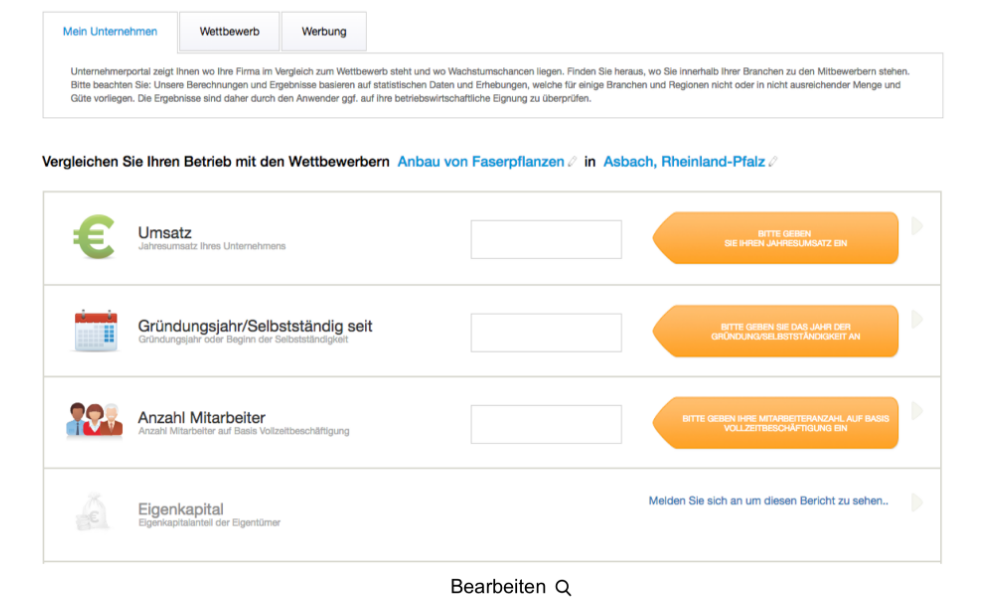 Mein Unternehmen Wettbewerb Werbung
Unternehmerportal zeigt Ihnen wo Ihre Firma im Vergleich zum Wettbewerb steht und wo Wachstumschancen liegen. Finden Sie heraus, wo Sie innerhalb Ihrer Branchen zu den Mitbewerbern stehen.
Bitte beachten Sie: Unsere Berechnungen und Ergebnisse basieren auf statistischen Daten und Erhebungen, welche für einige Branchen und Regionen nicht oder in nicht ausreichender Menge und
Güte vorliegen. Die Ergebnisse sind daher durch den Anwender ggf. auf ihre betriebswirtschaftliche Eignung zu überprüfen.
Vergleichen Sie Ihren Betrieb mit den Wettbewerbern Anbau von Faserpflanzen in Asbach, Rheinland-Pfalz
Umsatz
Jahresumsatz Ihres Unternehmens
BITTE GEBEN
SIE IHREN JAHRESUMSATZ EIN
Gründungsjahr/Selbstständig seit
Gründungsjahr oder Beginn der Selbstständigkeit
BITTE GEBEN SIE DAS JAHR DER
GRÜNDUNG/SELBSTSTÄNDIGKEIT AN
Anzahl Mitarbeiter
Anzahl Mitarbeiter auf Basis Vollzeitbeschäftigung
BITTE GEBEN IHRE MITARBEITERANZAHL AUF BASIS
VOLLZEITBESCHÄFTIGUNG EIN
Eigenkapital
Eigenkapitalanteil der Eigentümer
Melden Sie sich an um diesen Bericht zu sehen..
Bearbeiten